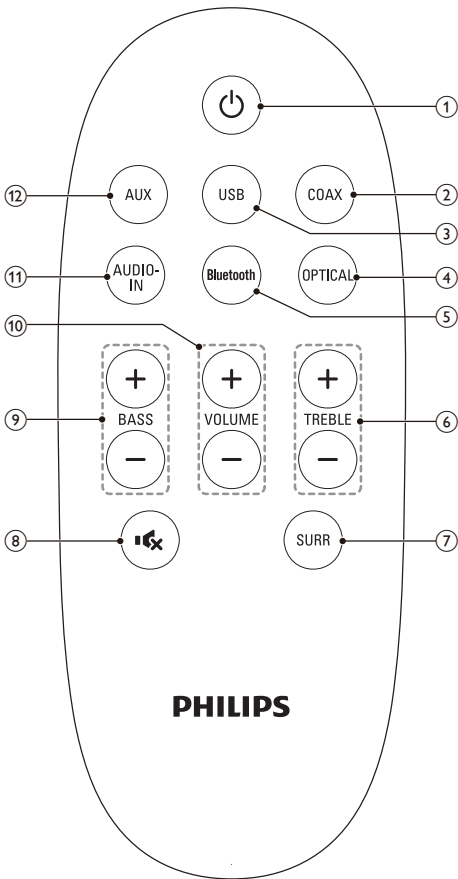 ①
⑫ AUX USB COAX ②
③
⑪ AUDIO-
IN Bluetooth OPTICAL ④
⑤
⑩
+ + +
⑨ BASS VOLUME TREBLE ⑥
− − −
⑧ SURR ⑦
PHILIPS